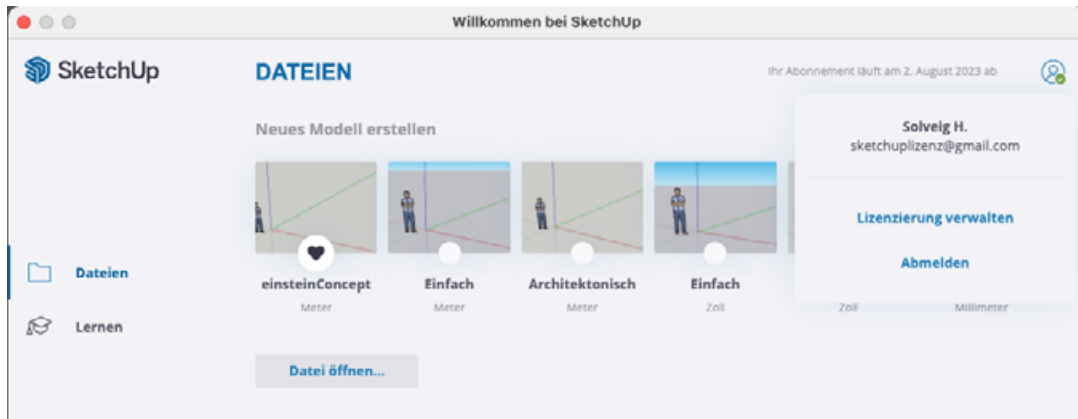 Willkommen bei SketchUp
SketchUp
DATEIEN
Ihr Abonnement läuft am 2. August 2023 ab
Solveig H.
sketchuplizenz@gmail.com
Lizenzierung verwalten
Abmelden
Neues Modell erstellen
einsteinConcept
Einfach
Architektonisch
Einfach
Meter
Meter
Meter
Zoll
Zoll
Millimeter
Dateien
Lernen
Datei öffnen...